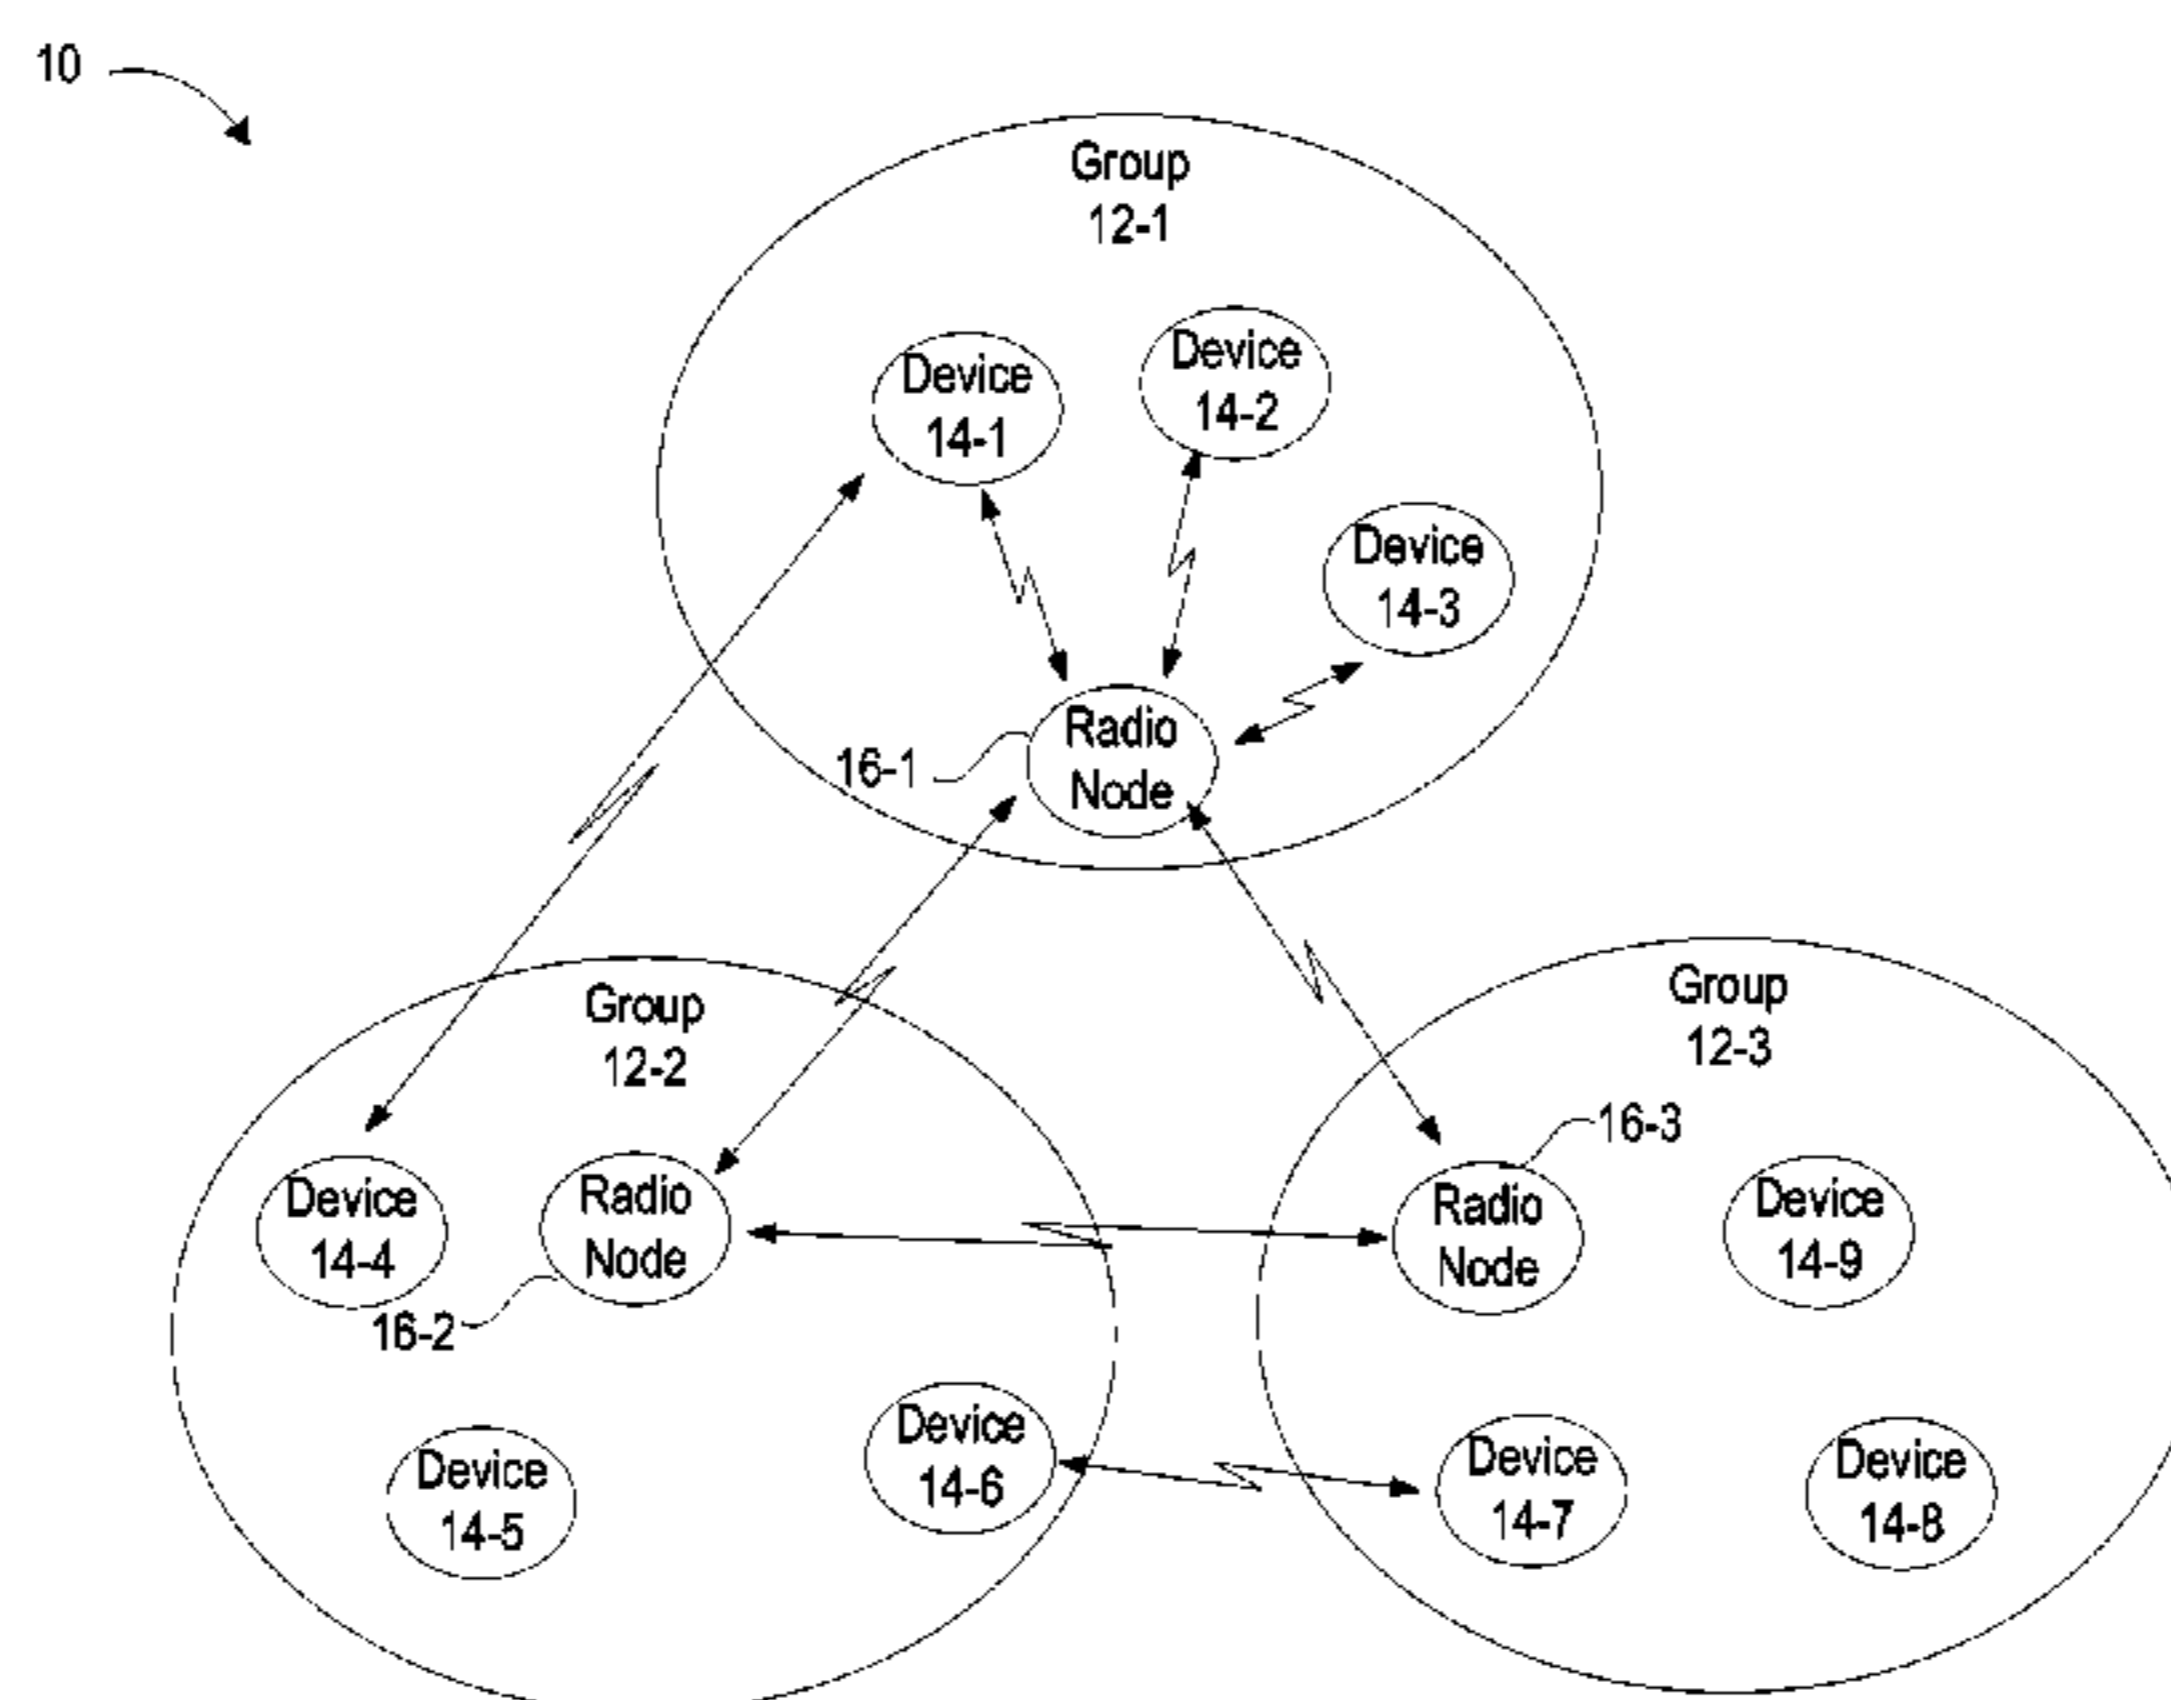 10
Group
12-1
Device
14-1
Device
14-2
Device
14-3
16-1
Radio
Node
Group
12-2
Device
14-4
Radio
Node
16-2
Device
14-5
Device
14-6
Group
12-3
16-3
Radio
Node
Device
14-9
Device
14-7
Device
14-8